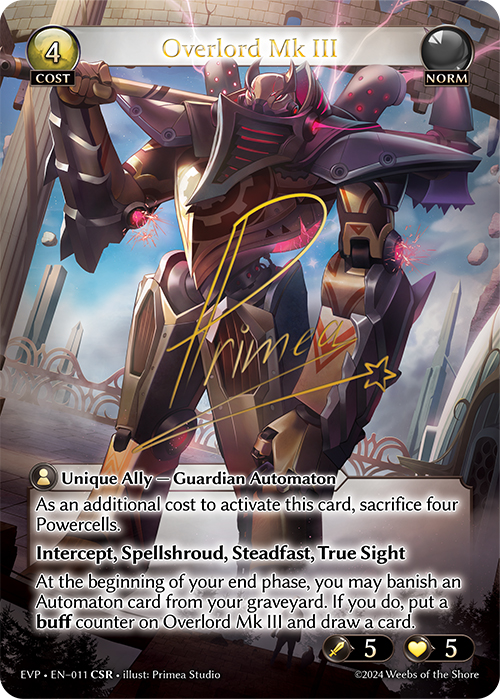 4
COST
Overlord Mk III
NORM
Primea
Unique Ally — Guardian Automaton
As an additional cost to activate this card, sacrifice four
Powercells.
Intercept, Spellshroud, Steadfast, True Sight
At the beginning of your end phase, you may banish an
Automaton card from your graveyard. If you do, put a
buff counter on Overlord Mk III and draw a card.
5
5
EVP • EN-011 CSR • illust: Primea Studio
©2024 Weebs of the Shore